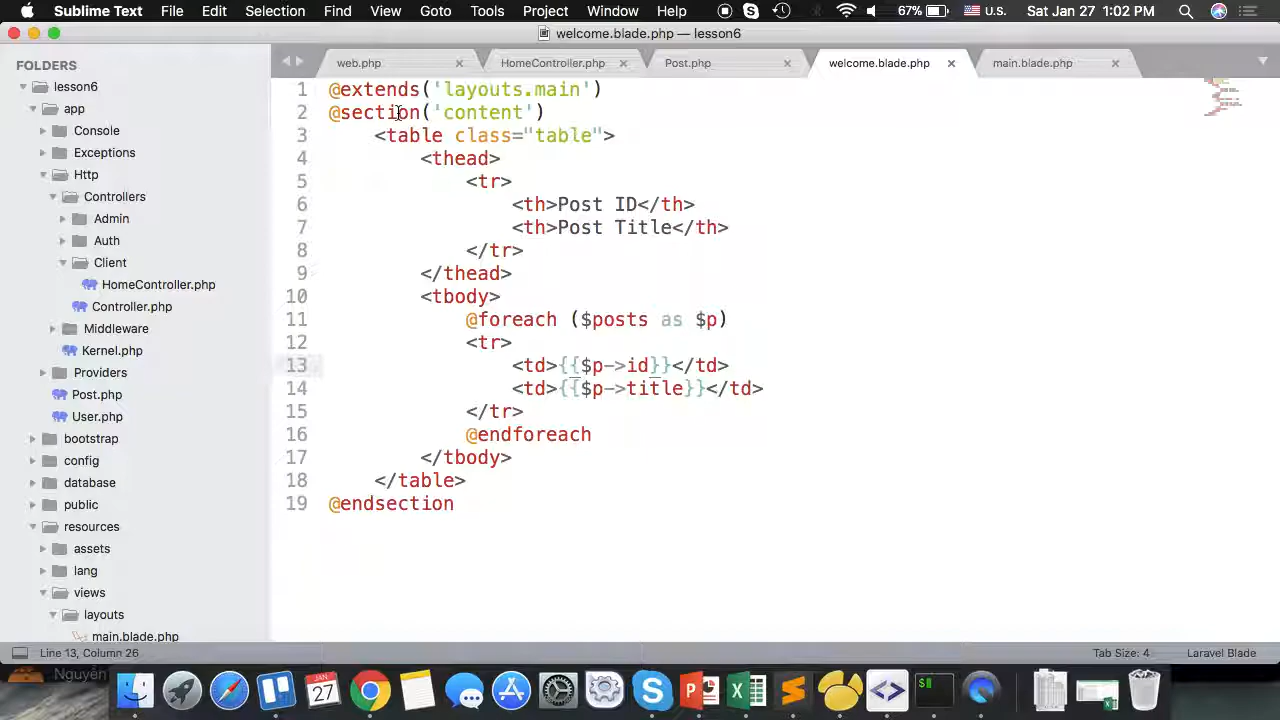 Sublime Text File Edit Selection Find View Goto Tools Project Window Help 67% U.S. Sat Jan 27 1:02 PM
welcome.blade.php — lesson6
FOLDERS
lesson6
app
Console
Exceptions
Http
Controllers
Admin
Auth
Client
HomeController.php
Controller.php
Middleware
Kernel.php
Providers
Post.php
User.php
bootstrap
config
database
public
resources
assets
lang
views
layouts
main.blade.php
web.php HomeController.php Post.php welcome.blade.php main.blade.php
1 @extends('layouts.main')
2 @section('content')
3 <table class="table">
4 <thead>
5 <tr>
6 <th>Post ID</th>
7 <th>Post Title</th>
8 </tr>
9 </thead>
10 <tbody>
11 @foreach ($posts as $p)
12 <tr>
13 <td>{{$p->id}}</td>
14 <td>{{$p->title}}</td>
15 </tr>
16 @endforeach
17 </tbody>
18 </table>
19 @endsection
Line 13, Column 26 Tab Size: 4 Laravel Blade
Nguyễn
JAN
27